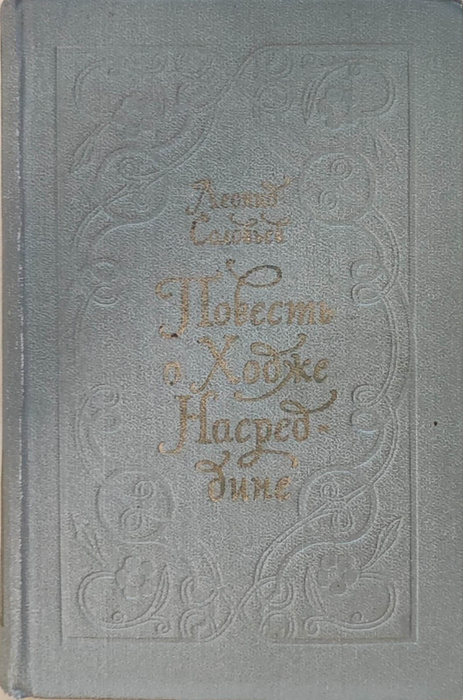 Леонид
Соловьев
Повесть
о Ходже
Насред-
дине